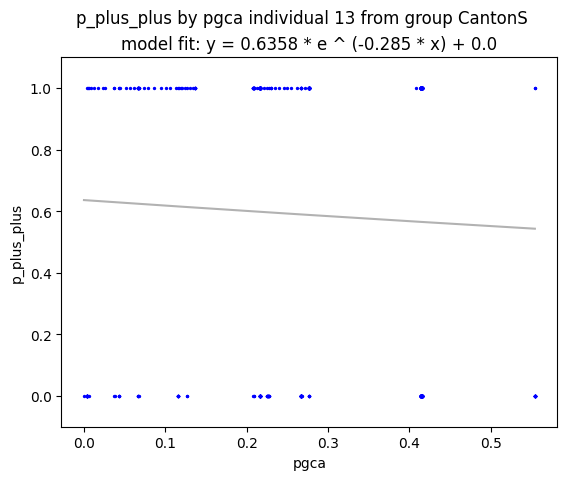 p_plus_plus by pgca individual 13 from group CantonS
model fit: y = 0.6358 * e ^ (-0.285 * x) + 0.0
1.0
0.8
0.6
0.4
0.2
0.0
p_plus_plus
0.0 0.1 0.2 0.3 0.4 0.5
pgca